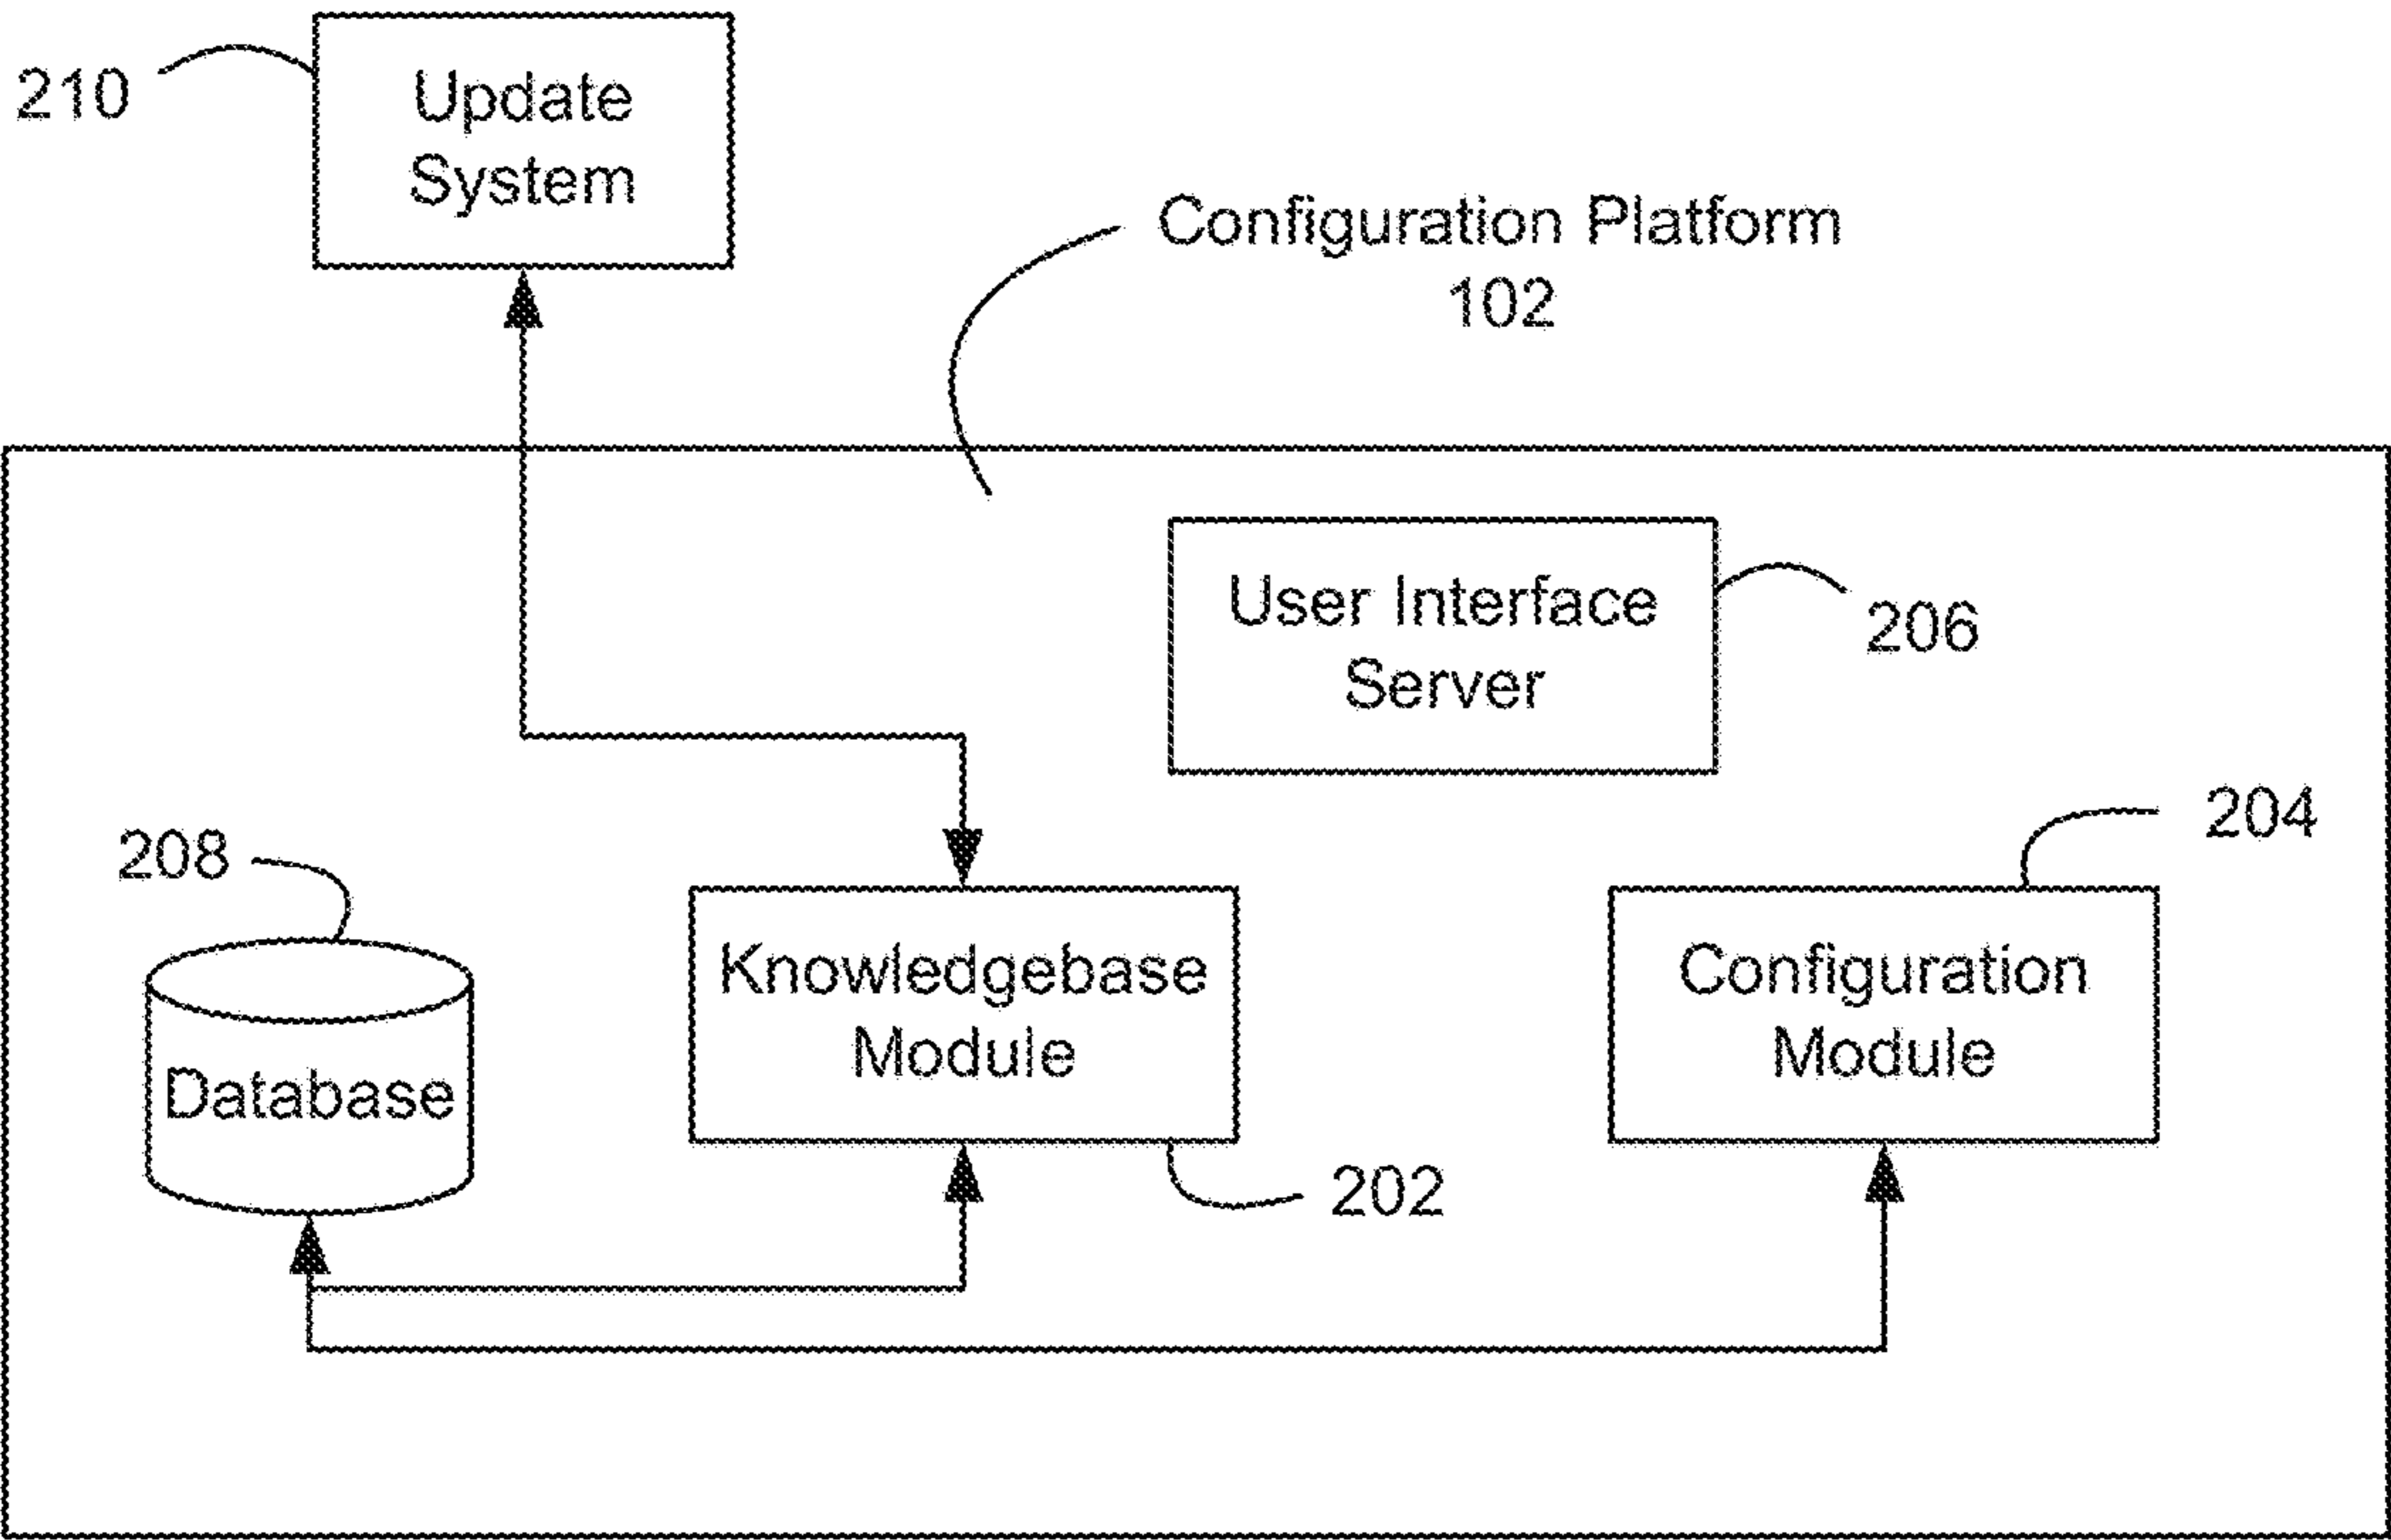 210
Update
System
Configuration Platform
102
User Interface
Server
206
204
208
Knowledgebase
Module
Configuration
Module
Database
202